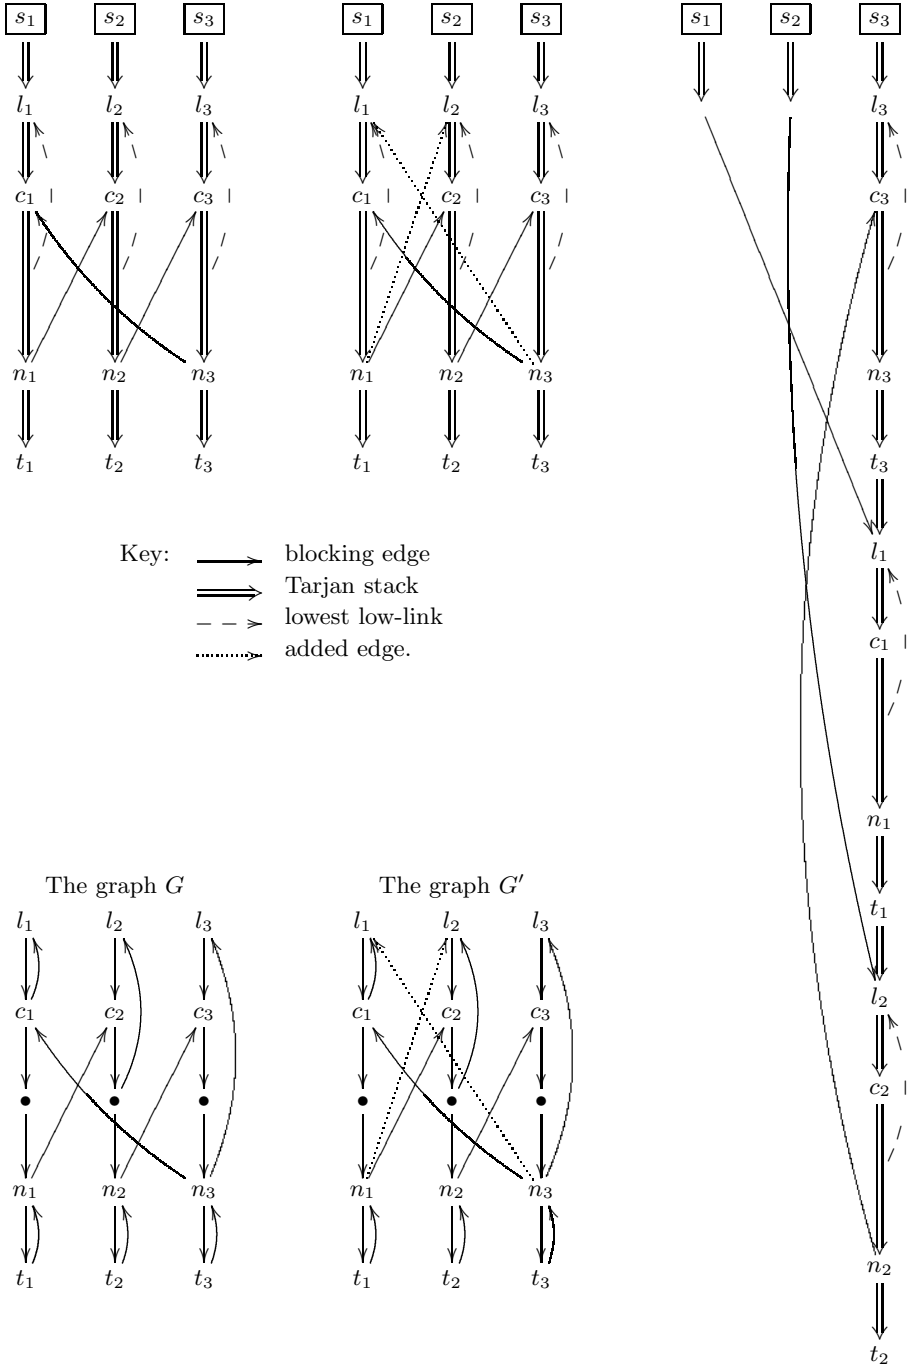 s₁ s₂ s₃ s₁ s₂ s₃ s₁ s₂ s₃
l₁ l₂ l₃ l₁ l₂ l₃ l₃
c₁ c₂ c₃ c₁ c₂ c₃ c₃
n₁ n₂ n₃ n₁ n₂ n₃ n₃
t₁ t₂ t₃ t₁ t₂ t₃ t₃
Key: blocking edge
Tarjan stack
lowest low-link
added edge.
l₁
c₁
n₁
The graph G The graph G′
t₁
l₁ l₂ l₃ l₁ l₂ l₃
l₂
c₁ c₂ c₃ c₁ c₂ c₃
c₂
n₁ n₂ n₃ n₁ n₂ n₃
n₂
t₁ t₂ t₃ t₁ t₂ t₃
t₂